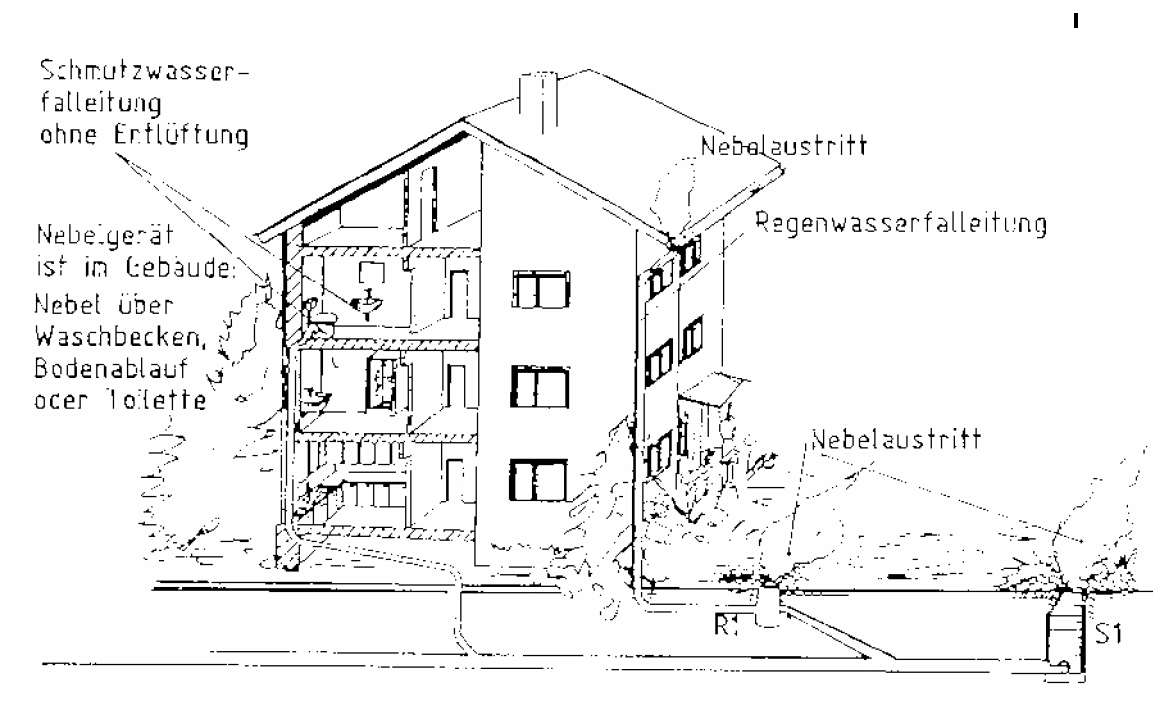 Schmutzwasser-
falleitung
ohne Entlüftung
Nebelaustritt
Regenwasserfalleitung
Nebelgerät
ist im Gebäude:
Nebel über
Waschbecken,
Bodenablauf
oder Toilette
Nebelaustritt
R1
S1